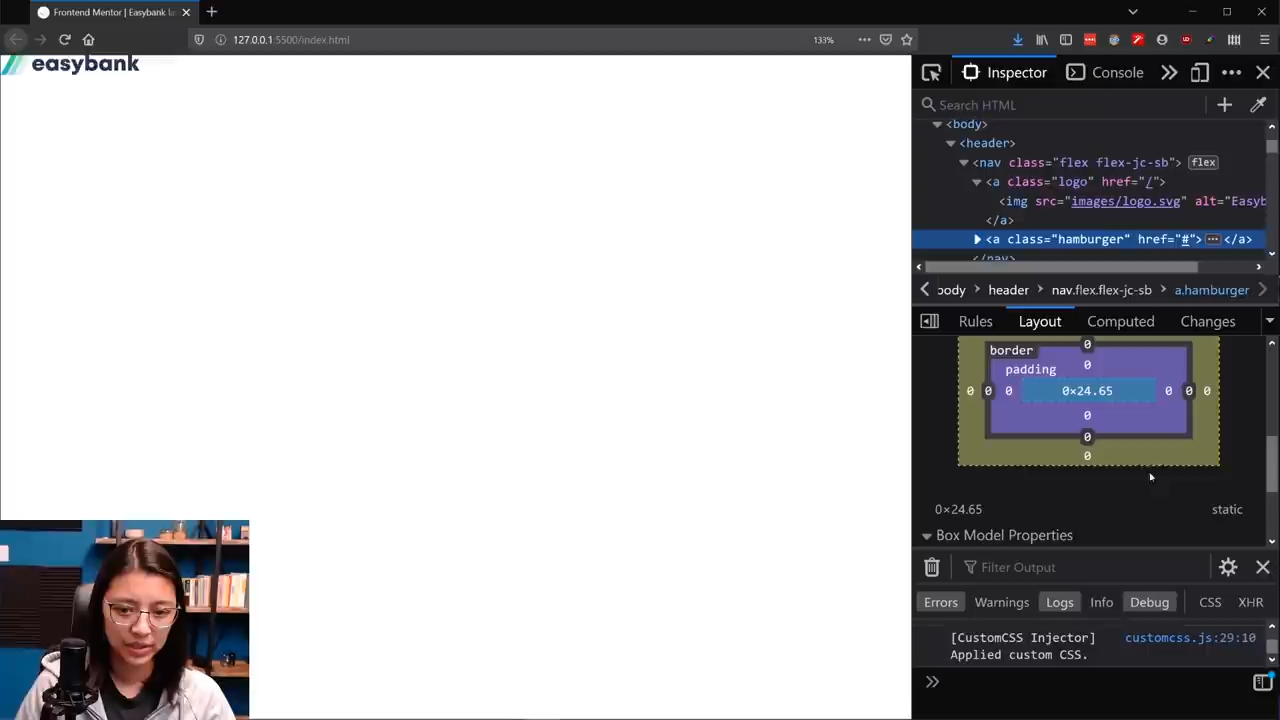 Frontend Mentor | Easybank la
127.0.0.1:5500/index.html
133%
easybank
Inspector
Console
Search HTML
<body>
<header>
<nav class="flex flex-jc-sb">
flex
<a class="logo" href="/">
<img src="images/logo.svg" alt="Easyb
</a>
<a class="hamburger" href="#"> ··· </a>
</nav>
body
header
nav.flex.flex-jc-sb
a.hamburger
Rules
Layout
Computed
Changes
border
0
padding
0
0 0 0 0×24.65 0 0 0
0
0
0
0×24.65
static
Box Model Properties
Filter Output
Errors
Warnings
Logs
Info
Debug
CSS
XHR
[CustomCSS Injector]
customcss.js:29:10
Applied custom CSS.